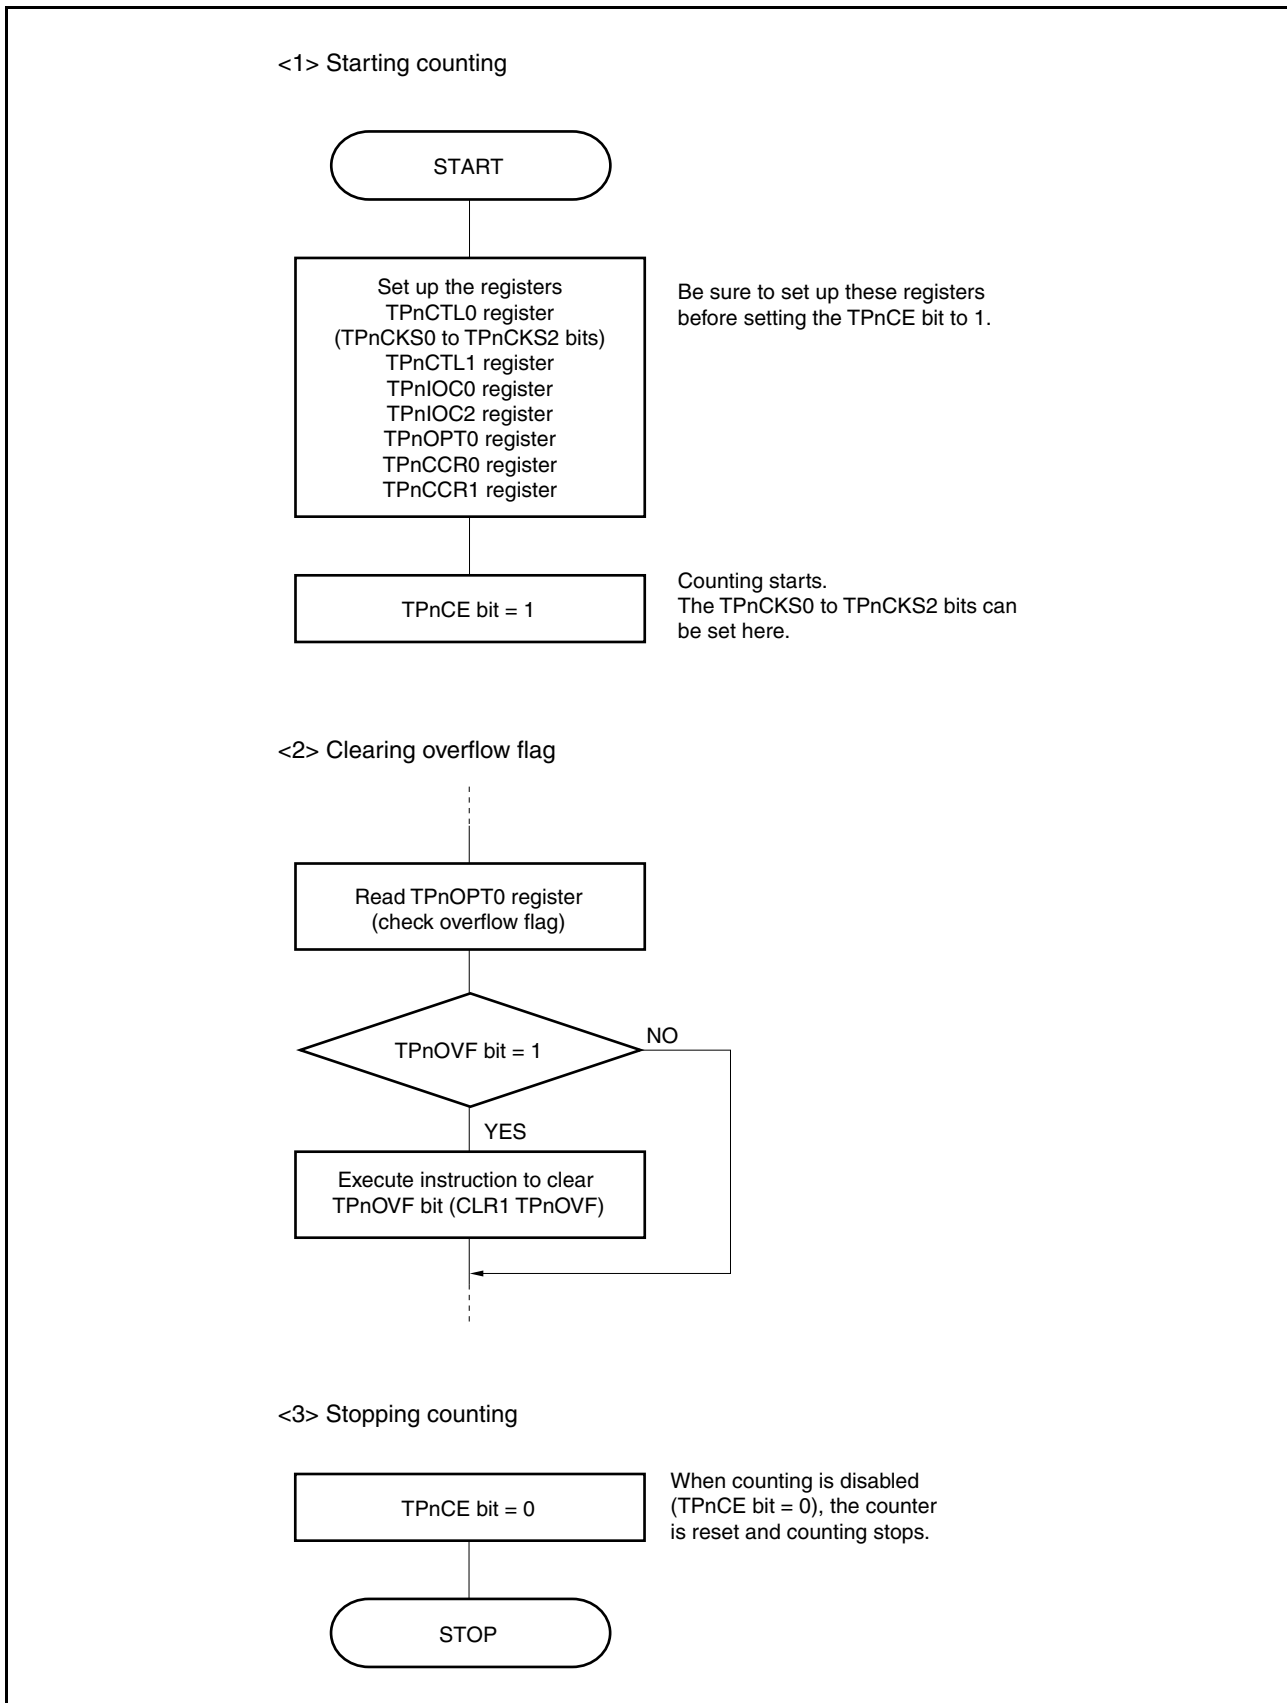 <1> Starting counting
START
Set up the registers
TPnCTL0 register
(TPnCKS0 to TPnCKS2 bits)
TPnCTL1 register
TPnIOC0 register
TPnIOC2 register
TPnOPT0 register
TPnCCR0 register
TPnCCR1 register
Be sure to set up these registers
before setting the TPnCE bit to 1.
TPnCE bit = 1
Counting starts.
The TPnCKS0 to TPnCKS2 bits can
be set here.
<2> Clearing overflow flag
Read TPnOPT0 register
(check overflow flag)
TPnOVF bit = 1
NO
YES
Execute instruction to clear
TPnOVF bit (CLR1 TPnOVF)
<3> Stopping counting
TPnCE bit = 0
When counting is disabled
(TPnCE bit = 0), the counter
is reset and counting stops.
STOP